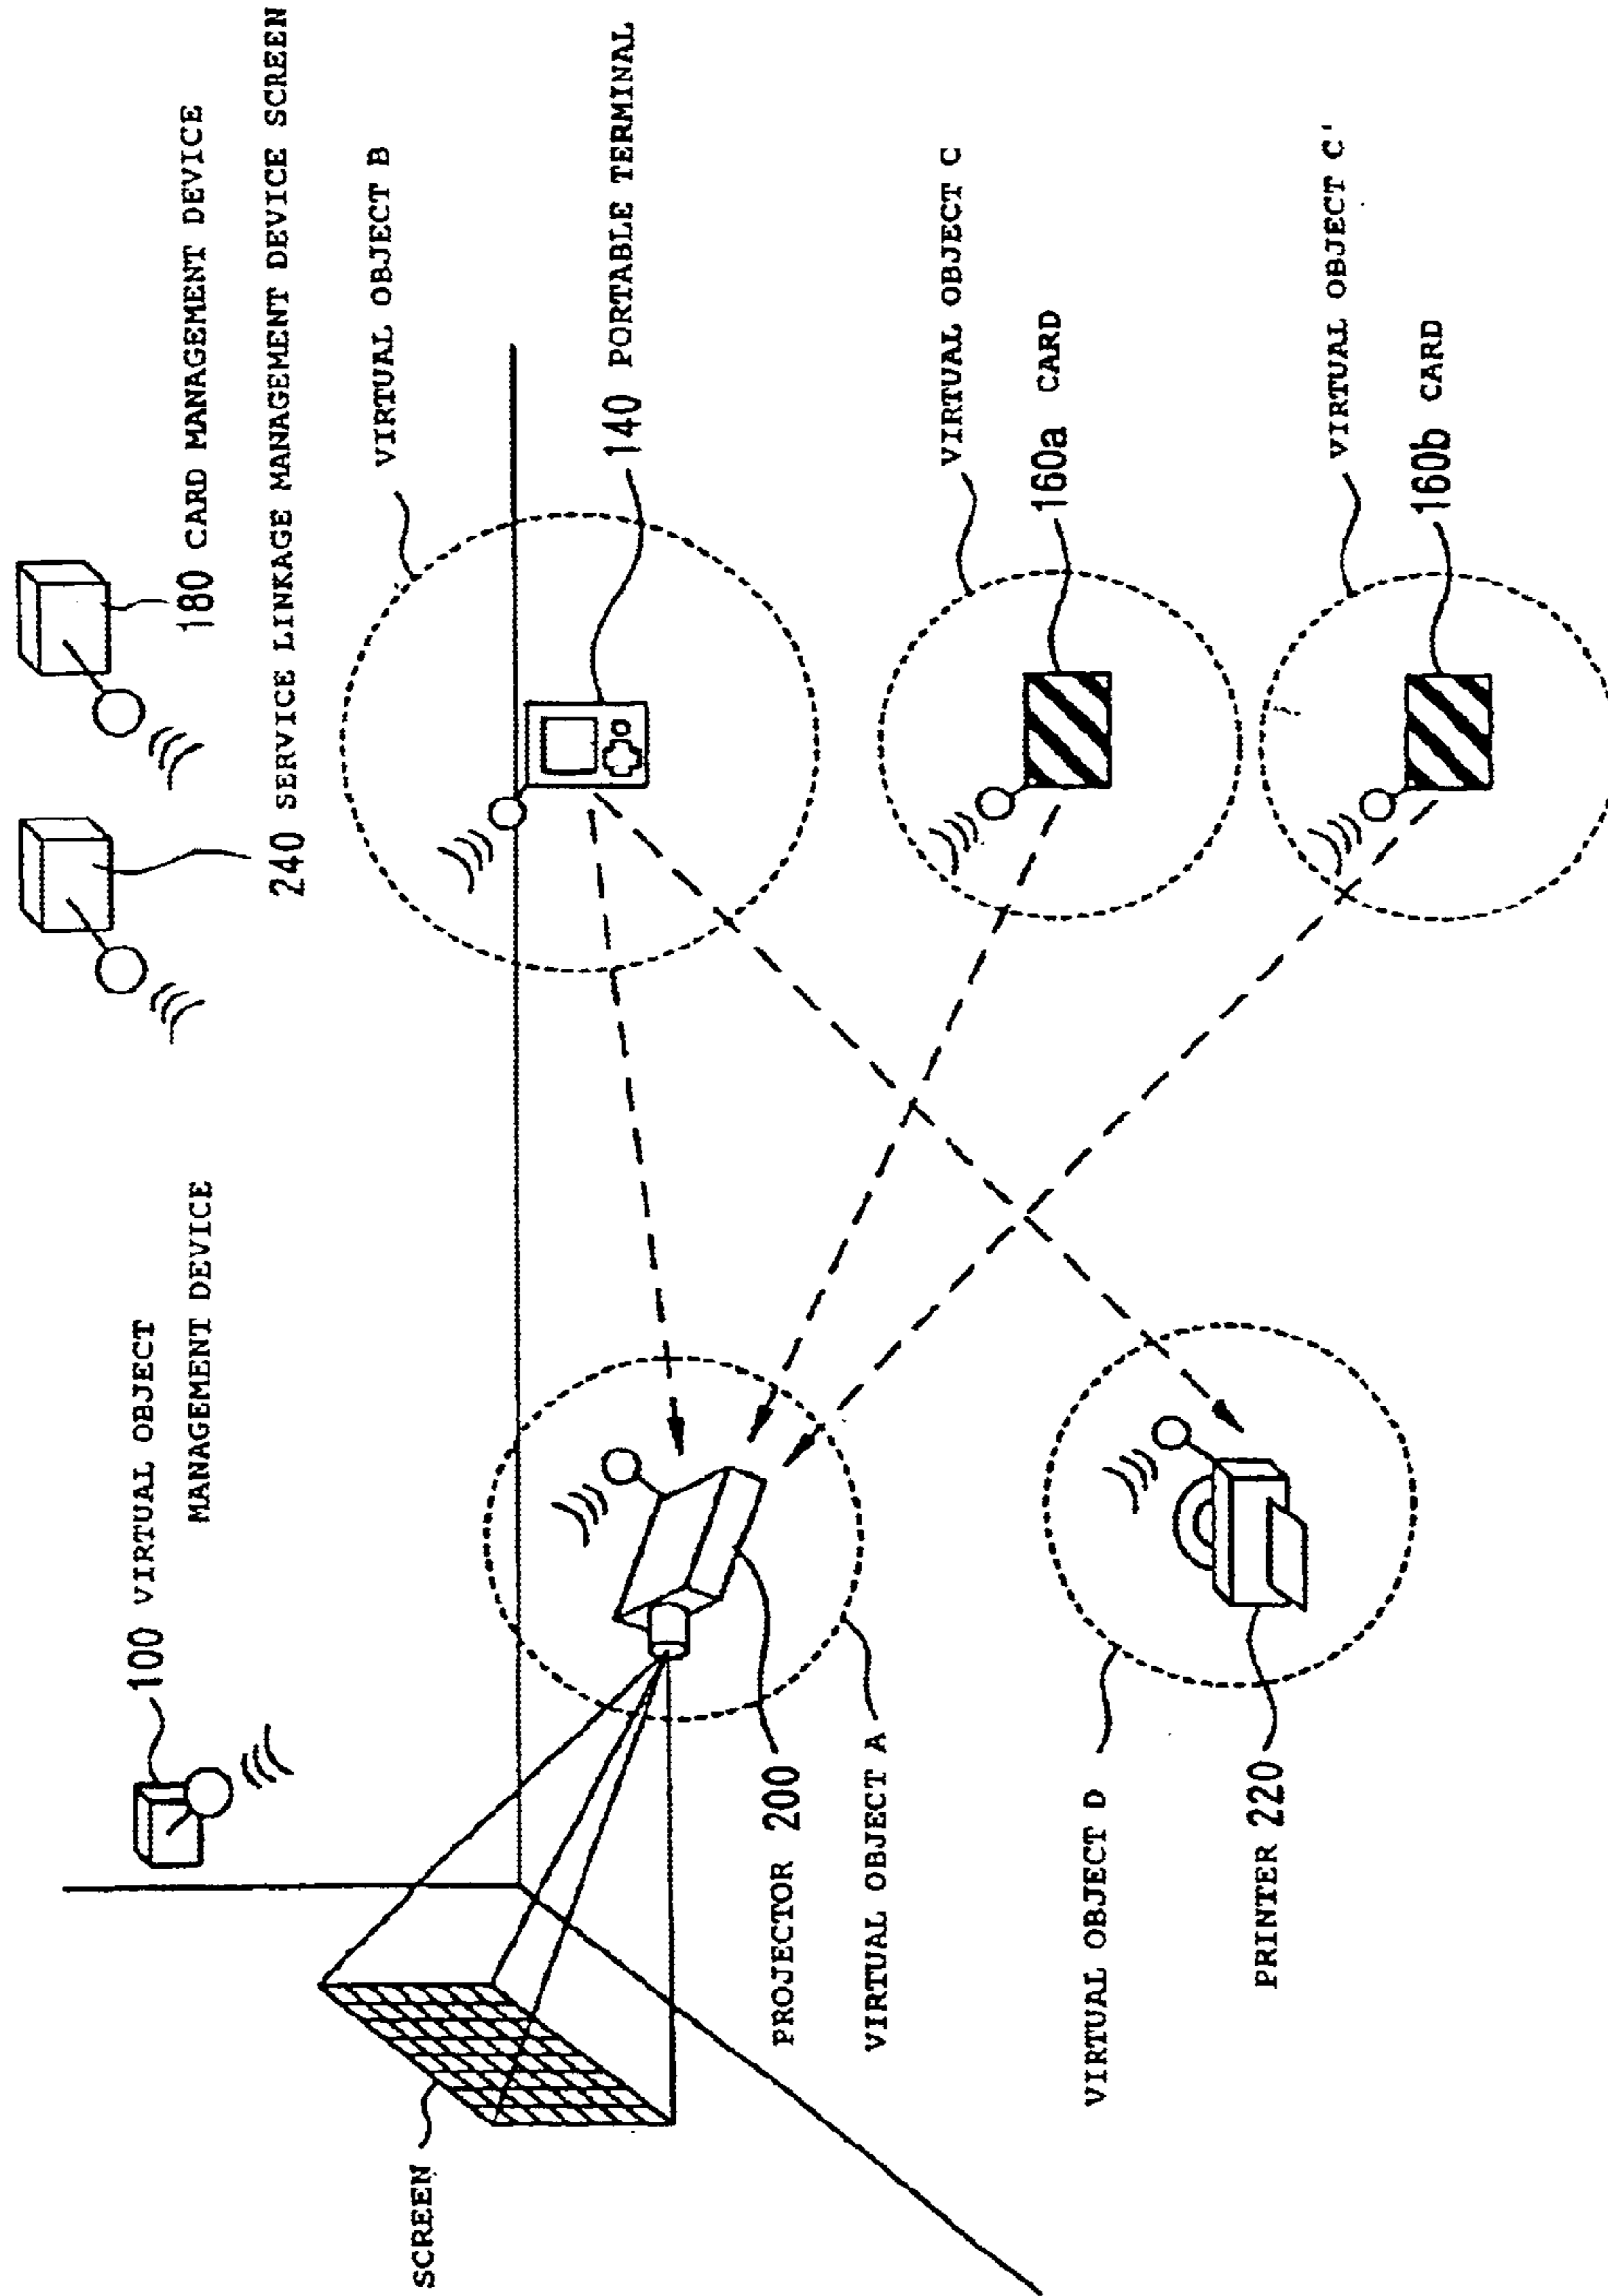 180 CARD MANAGEMENT DEVICE
240 SERVICE LINKAGE MANAGEMENT DEVICE SCREEN
100 VIRTUAL OBJECT
MANAGEMENT DEVICE
VIRTUAL OBJECT B
140 PORTABLE TERMINAL
SCREEN
PROJECTOR 200
VIRTUAL OBJECT A
VIRTUAL OBJECT C
160a CARD
VIRTUAL OBJECT D
PRINTER 220
VIRTUAL OBJECT C'
160b CARD